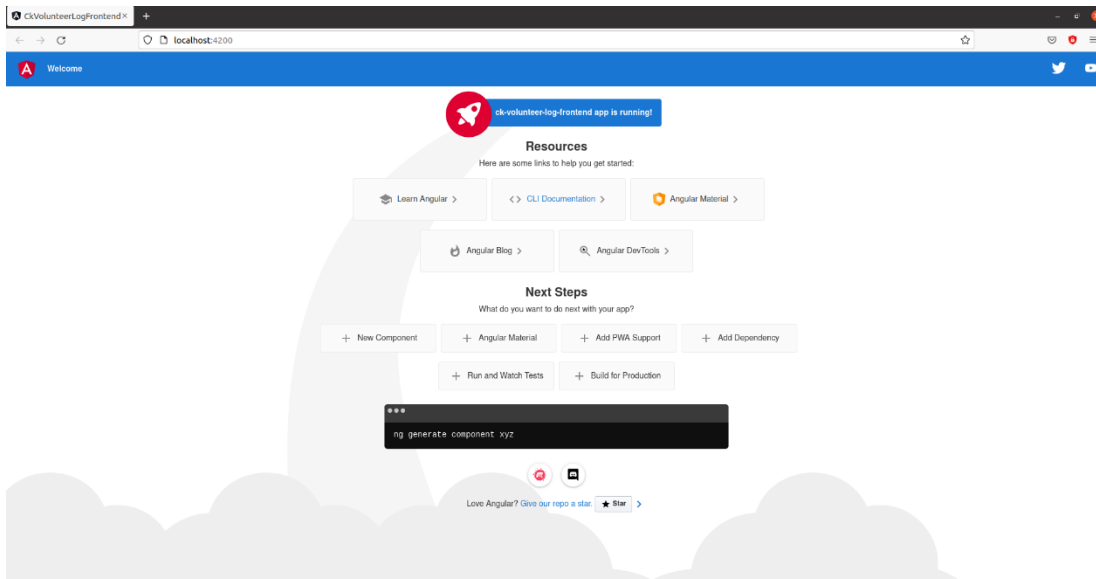 CkVolunteerLogFrontend
localhost:4200
Welcome
ck-volunteer-log-frontend app is running!
Resources
Here are some links to help you get started:
Learn Angular
CLI Documentation
Angular Material
Angular Blog
Angular DevTools
Next Steps
What do you want to do next with your app?
New Component
Angular Material
Add PWA Support
Add Dependency
Run and Watch Tests
Build for Production
ng generate component xyz
Love Angular? Give our repo a star. Star